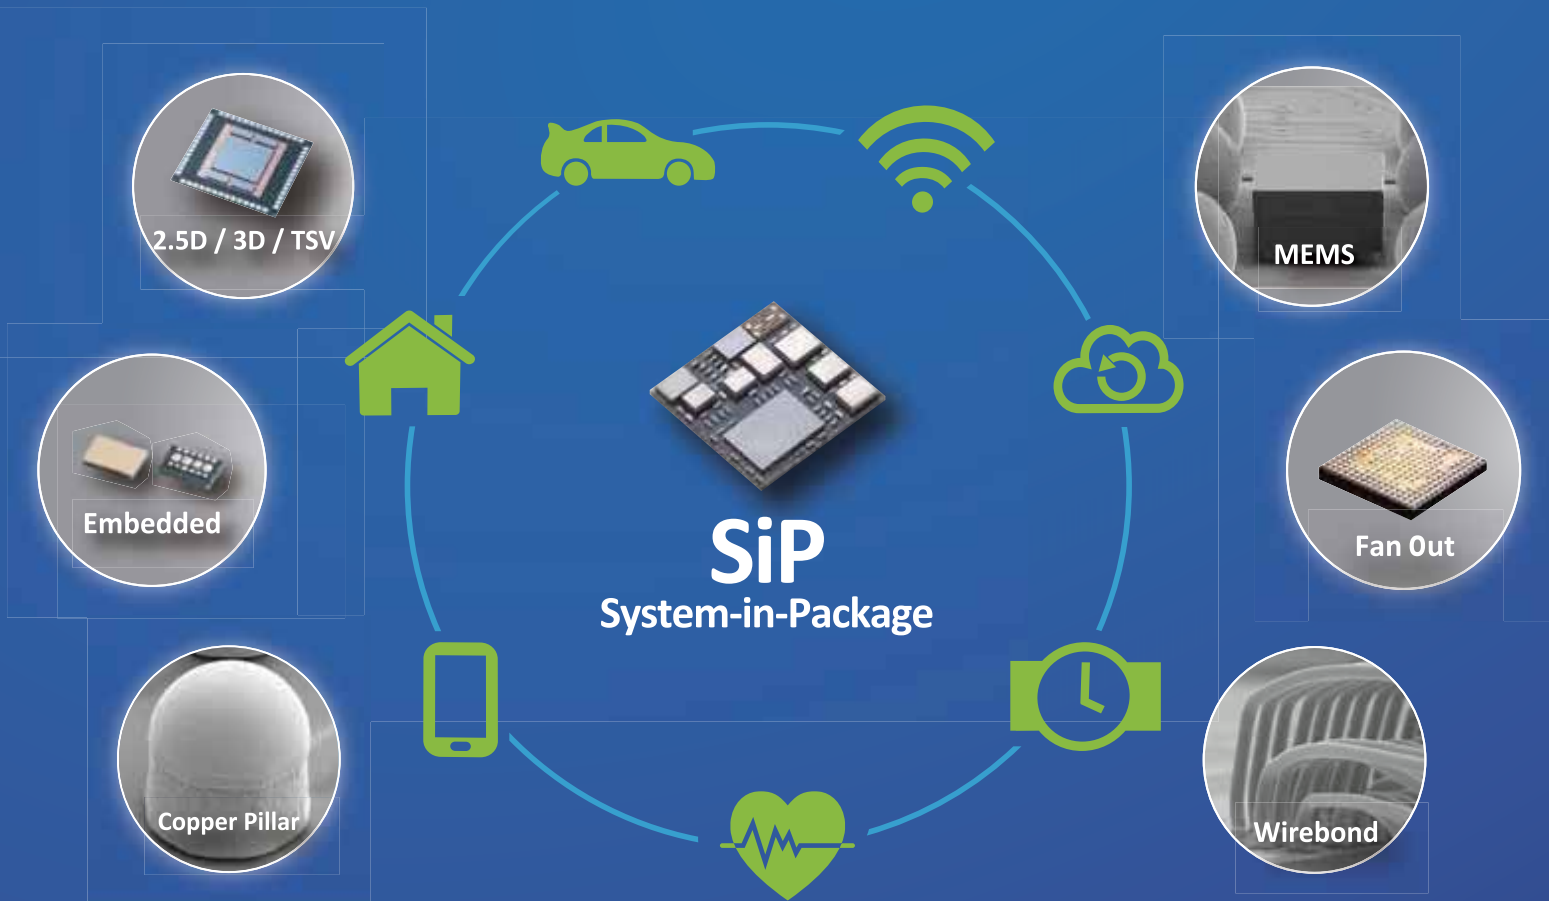 2.5D / 3D / TSV
MEMS
Embedded
Fan Out
SiP
System-in-Package
Copper Pillar
Wirebond